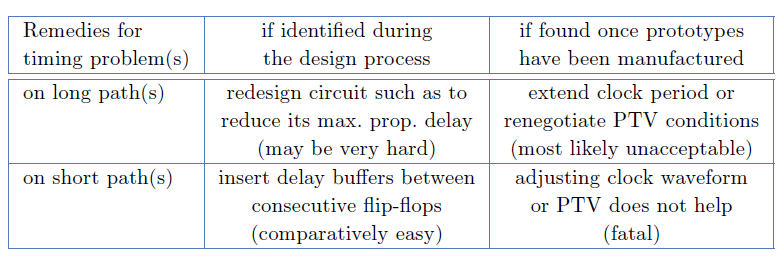 Remedies for
timing problem(s)
if identified during
the design process
if found once prototypes
have been manufactured
on long path(s)
redesign circuit such as to
reduce its max. prop. delay
(may be very hard)
extend clock period or
renegotiate PTV conditions
(most likely unacceptable)
on short path(s)
insert delay buffers between
consecutive flip-flops
(comparatively easy)
adjusting clock waveform
or PTV does not help
(fatal)